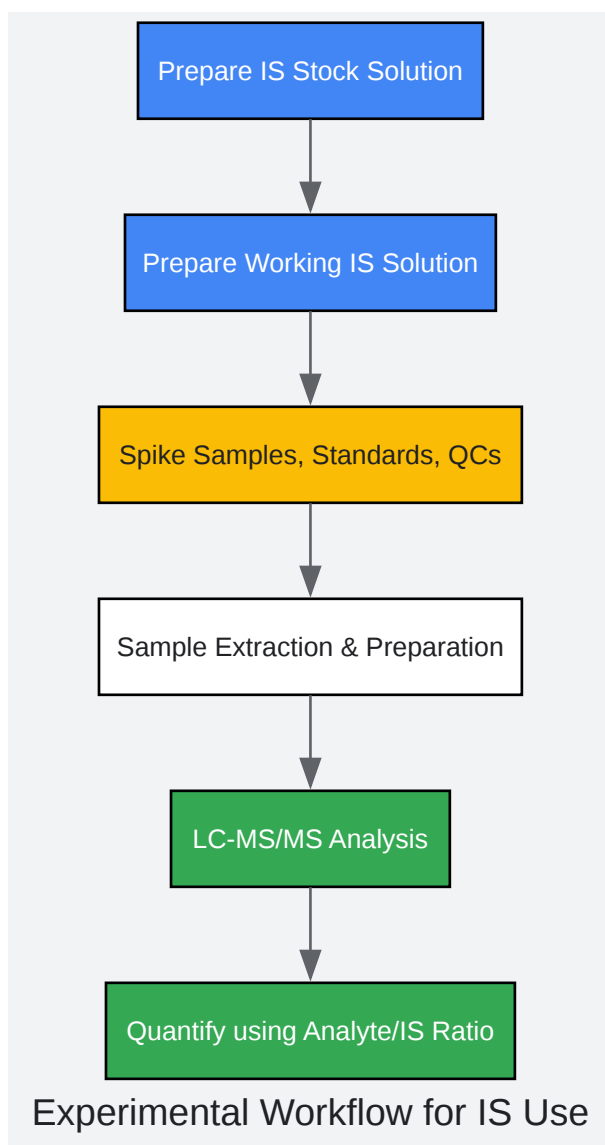 Prepare IS Stock Solution
Prepare Working IS Solution
Spike Samples, Standards, QCs
Sample Extraction & Preparation
LC-MS/MS Analysis
Quantify using Analyte/IS Ratio
Experimental Workflow for IS Use